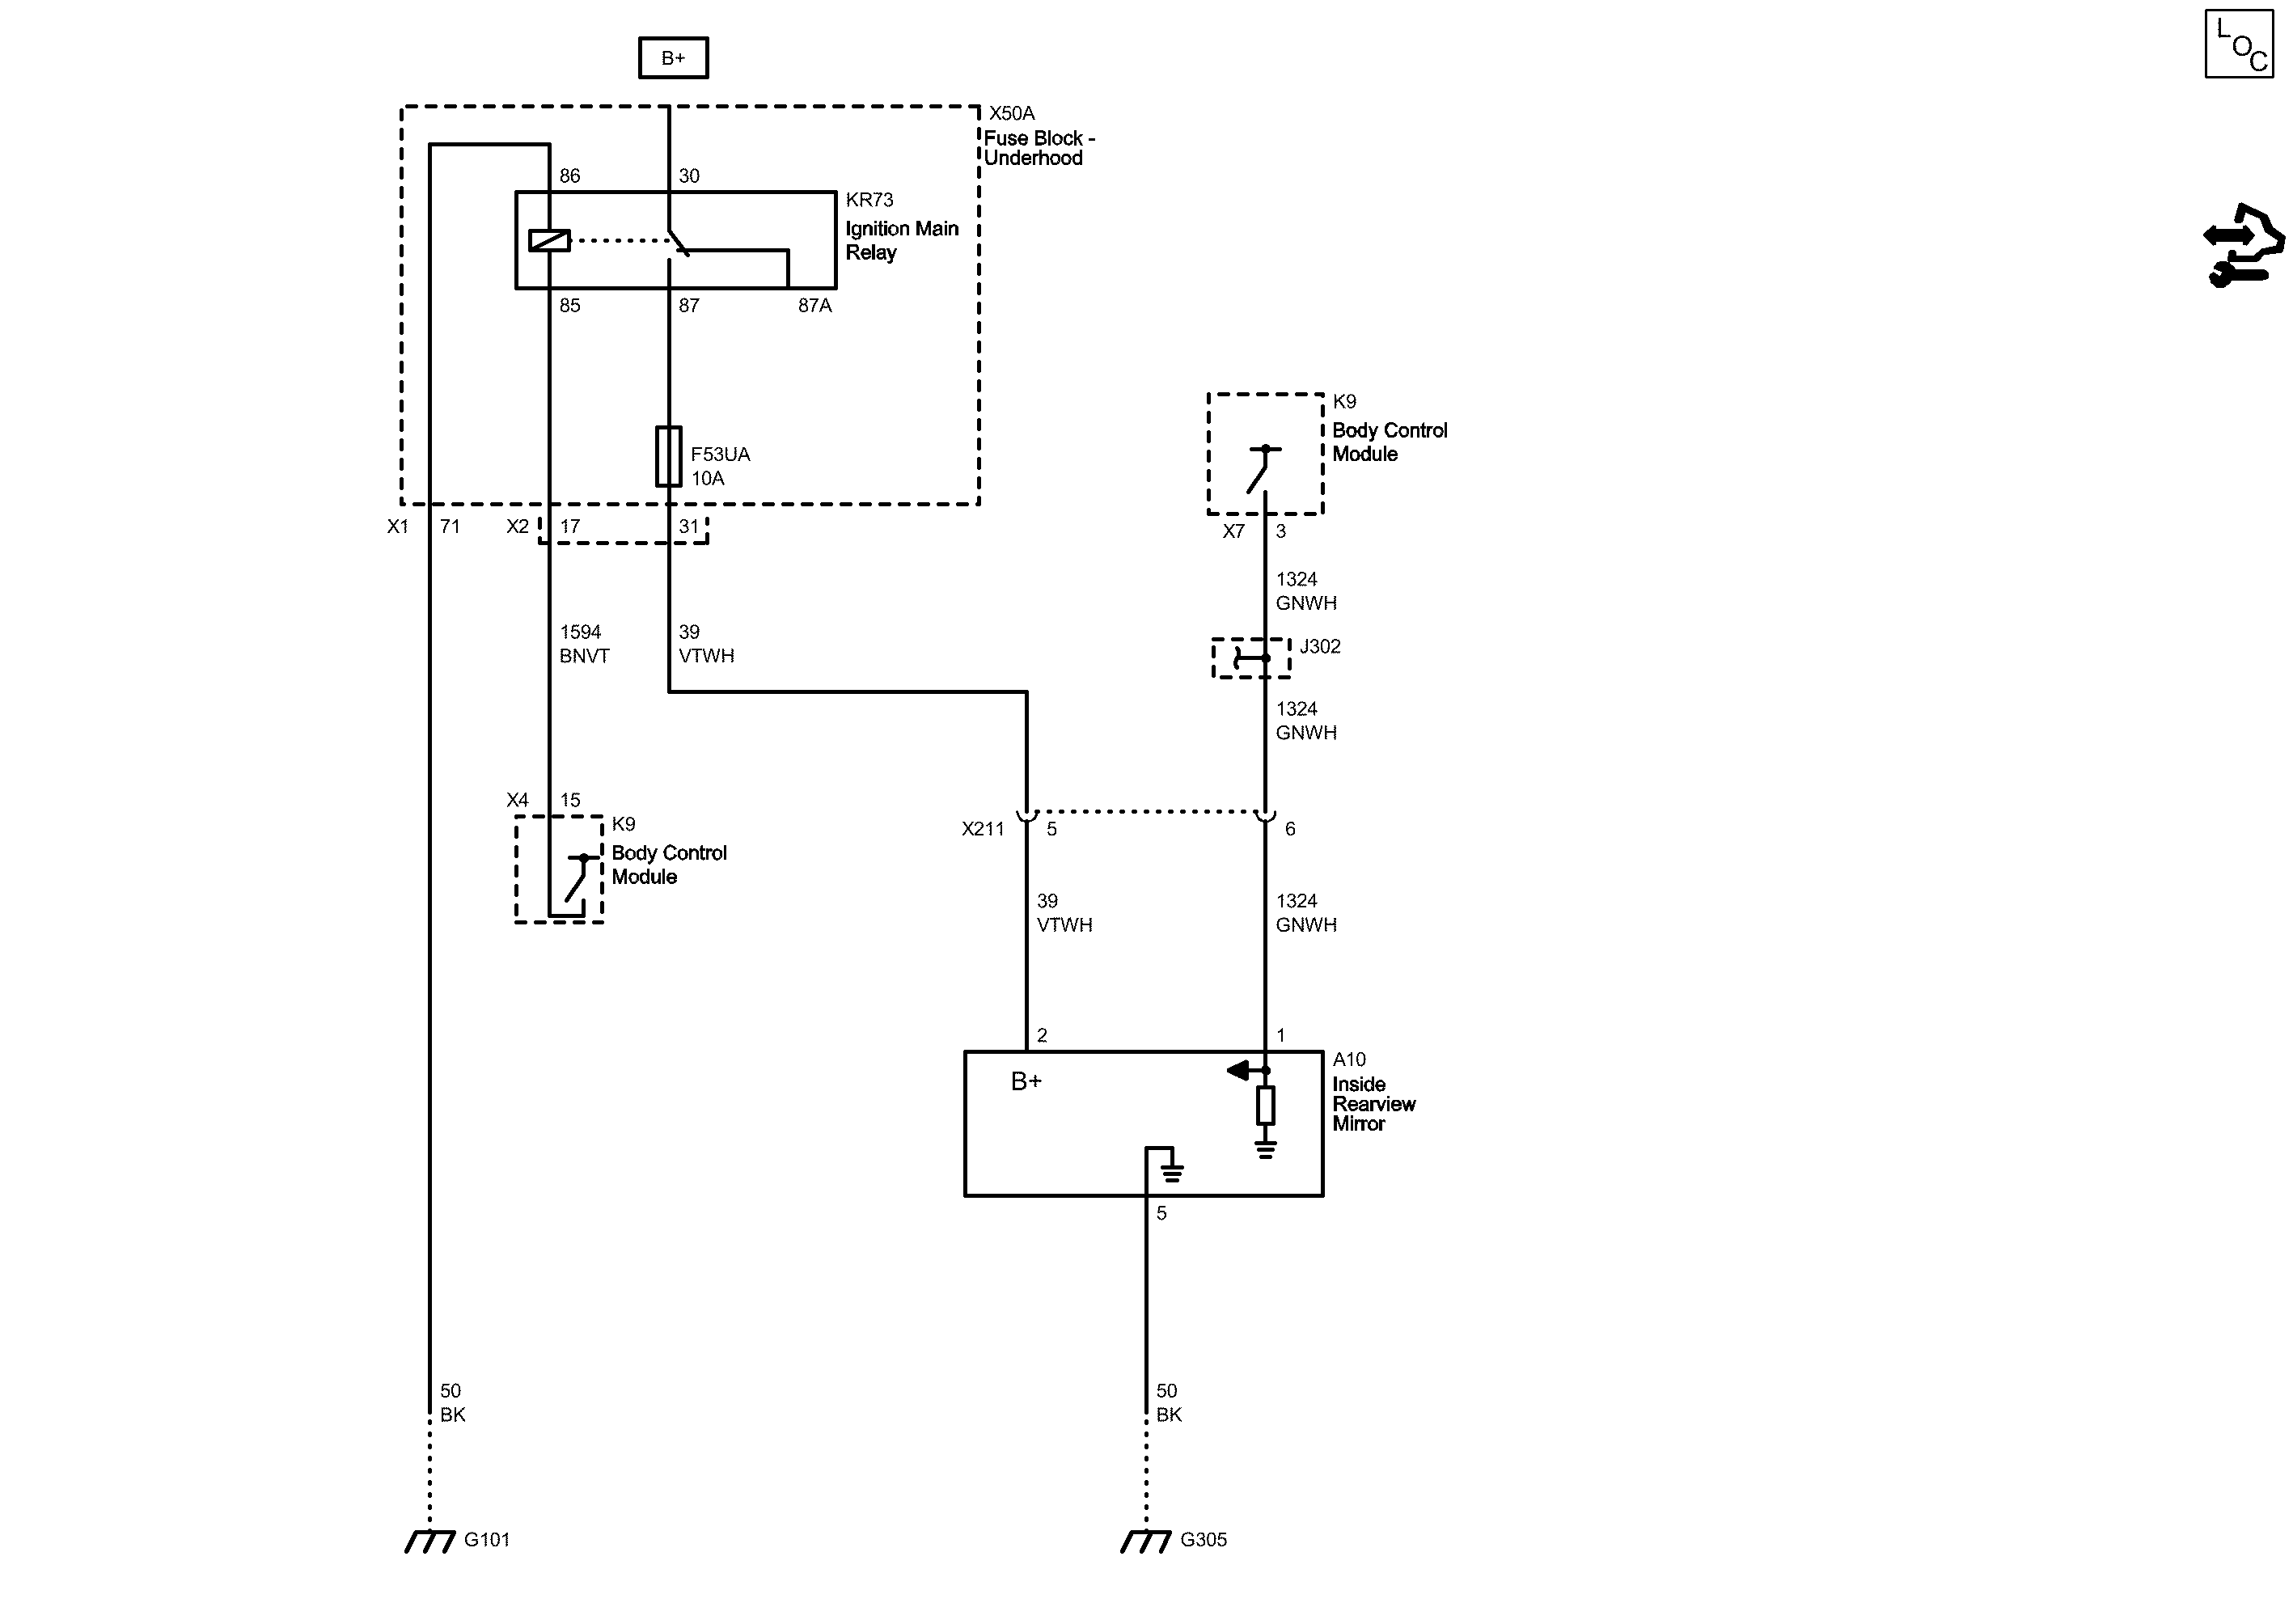 B+
L
O
C
X50A
Fuse Block -
Underhood
86
30
KR73
Ignition Main
Relay
85
87
87A
F53UA
10A
K9
Body Control
Module
X1
71
X2
17
31
X7
3
1324
GNWH
1594
BNVT
39
VTWH
J302
1324
GNWH
X4
15
K9
Body Control
Module
X211
5
6
39
VTWH
1324
GNWH
2
1
A10
Inside
Rearview
Mirror
B+
5
50
BK
50
BK
G101
G305